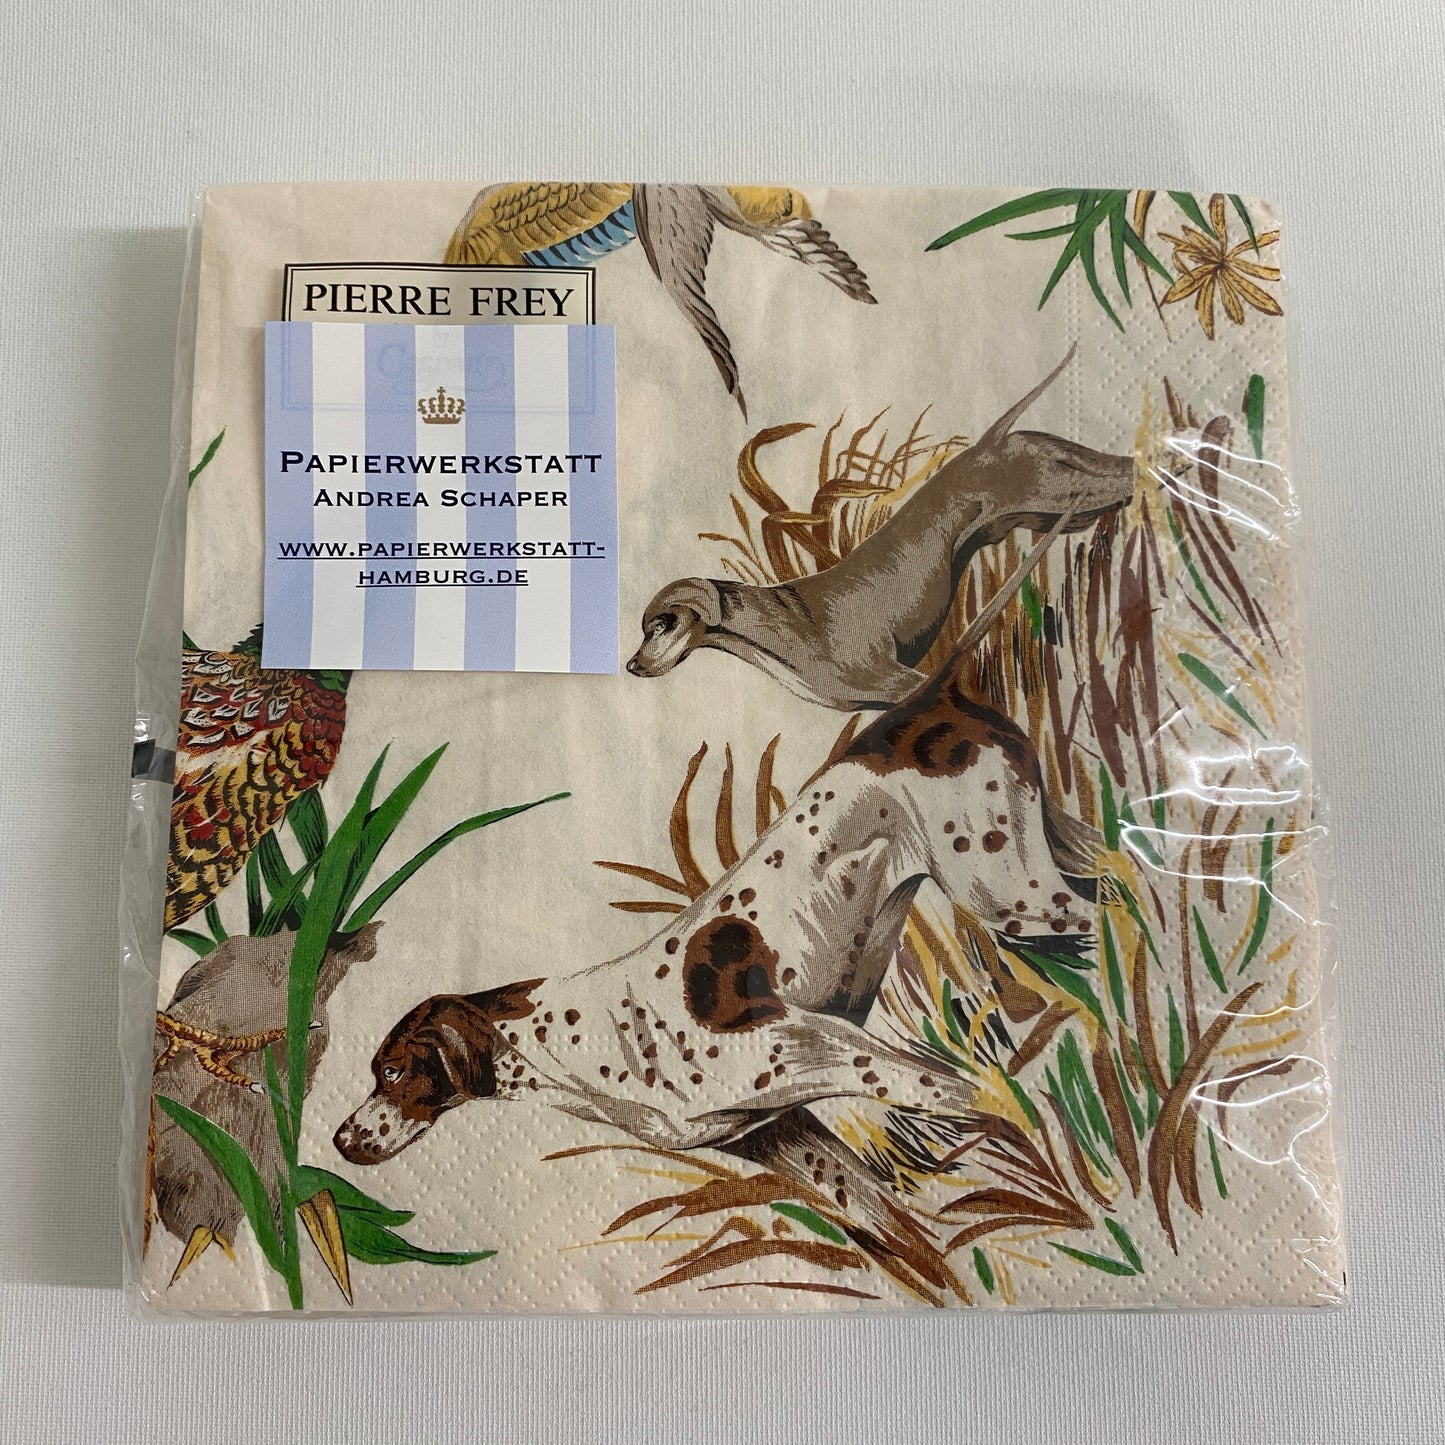 PIERRE FREY
PAPIERWERKSTATT
ANDREA SCHAPER
WWW.PAPIERWERKSTATT-
HAMBURG.DE